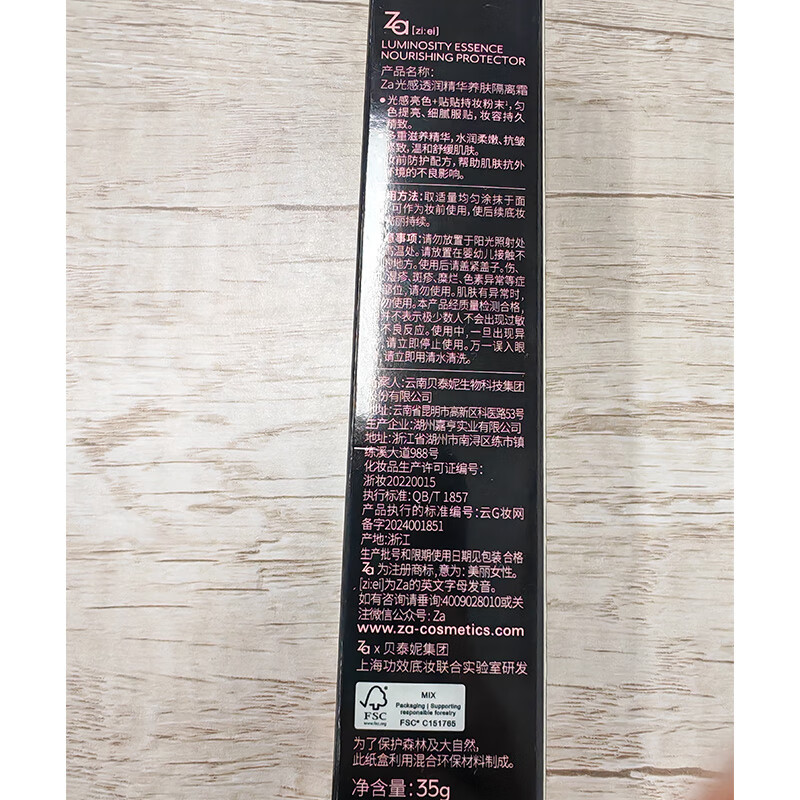 Za [zi:ei]
LUMINOSITY ESSENCE
NOURISHING PROTECTOR
产品名称：
Za光感透润精华养肤隔离霜
•光感亮色+贴贴持妆粉末¹，匀
色提亮、细腻服贴，妆容持久
精致。
多重滋养精华，水润柔嫩、抗皱
紧致，温和舒缓肌肤。
妆前防护配方，帮助肌肤抗外
环境的不良影响。
用方法：取适量均匀涂抹于面
可作为妆前使用，使后续底妆
丽持续。
意事项：请勿放置于阳光照射处
高温处。请放置在婴幼儿接触不
的地方。使用后请盖紧盖子。伤、
湿疹、斑疹、糜烂、色素异常等症
部位，请勿使用。肌肤有异常时，
勿使用。本产品经质量检测合格，
并不表示极少数人不会出现过敏
不良反应。使用中，一旦出现异
请立即停止使用。万一误入眼
请立即用清水清洗。
案人：云南贝泰妮生物科技集团
股份有限公司
地址：云南省昆明市高新区科医路53号
生产企业：湖州嘉亨实业有限公司
地址：浙江省湖州市南浔区练市镇
练溪大道988号
化妆品生产许可证编号：
浙妆20220015
执行标准：QB/T 1857
产品执行的标准编号：云G妆网
备字2024001851
产地：浙江
生产批号和限期使用日期见包装 合格
Za 为注册商标，意为：美丽女性。
[zi:ei]为Za的英文字母发音。
如有咨询请垂询：4009028010或关
注微信公众号：Za
www.za-cosmetics.com
Za x 贝泰妮集团
上海功效底妆联合实验室研发
FSC
www.fsc.org
MIX
Packaging | Supporting
responsible forestry
FSC® C151765
为了保护森林及大自然，
此纸盒利用混合环保材料制成。
净含量：35g